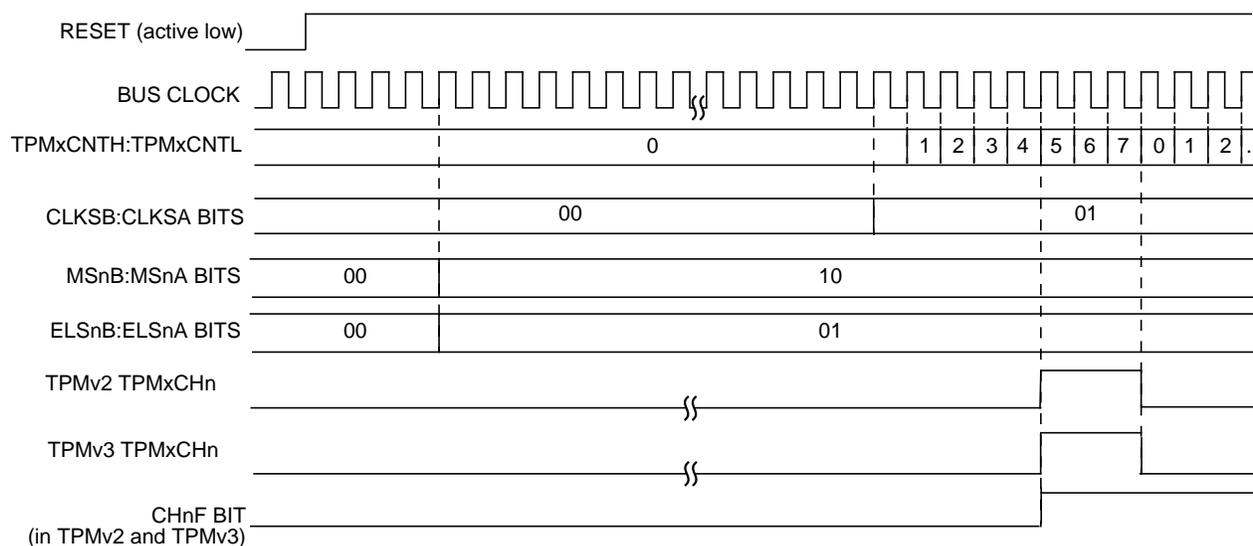 RESET (active low)
BUS CLOCK
TPMxCNTH:TPMxCNTL 0 1 2 3 4 5 6 7 0 1 2 .
CLKSB:CLKSA BITS 00 01
MSnB:MSnA BITS 00 10
ELSnB:ELSnA BITS 00 01
TPMv2 TPMxCHn
TPMv3 TPMxCHn
CHnF BIT
(in TPMv2 and TPMv3)